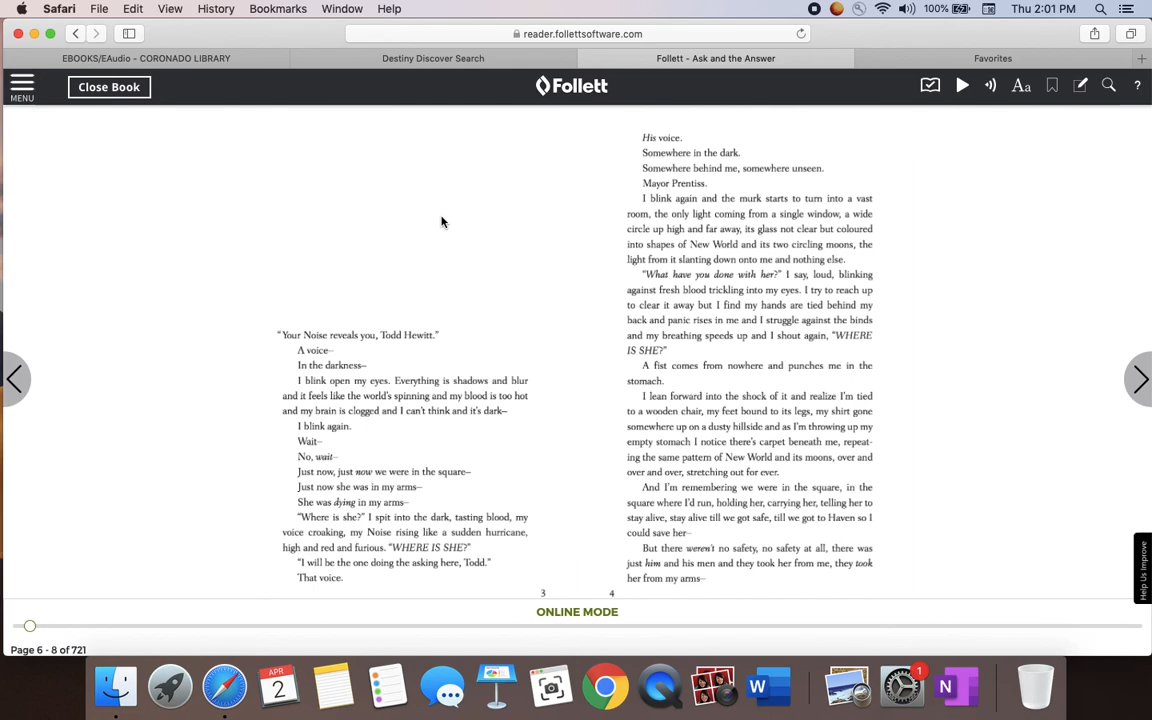 Safari File Edit View History Bookmarks Window Help 100% Thu 2:01 PM
reader.follettsoftware.com
EBOOKS/EAudio - CORONADO LIBRARY Destiny Discover Search Follett - Ask and the Answer Favorites
MENU Close Book Follett Aa ?
“Your Noise reveals you, Todd Hewitt.”
A voice–
In the darkness–
I blink open my eyes. Everything is shadows and blur
and it feels like the world’s spinning and my blood is too hot
and my brain is clogged and I can’t think and it’s dark–
I blink again.
Wait–
No, wait–
Just now, just now we were in the square–
Just now she was in my arms–
She was dying in my arms–
“Where is she?” I spit into the dark, tasting blood, my
voice croaking, my Noise rising like a sudden hurricane,
high and red and furious. “WHERE IS SHE?”
“I will be the one doing the asking here, Todd.”
That voice.
3
His voice.
Somewhere in the dark.
Somewhere behind me, somewhere unseen.
Mayor Prentiss.
I blink again and the murk starts to turn into a vast
room, the only light coming from a single window, a wide
circle up high and far away, its glass not clear but coloured
into shapes of New World and its two circling moons, the
light from it slanting down onto me and nothing else.
“What have you done with her?” I say, loud, blinking
against fresh blood trickling into my eyes. I try to reach up
to clear it away but I find my hands are tied behind my
back and panic rises in me and I struggle against the binds
and my breathing speeds up and I shout again, “WHERE
IS SHE?”
A fist comes from nowhere and punches me in the
stomach.
I lean forward into the shock of it and realize I’m tied
to a wooden chair, my feet bound to its legs, my shirt gone
somewhere up on a dusty hillside and as I’m throwing up my
empty stomach I notice there’s carpet beneath me, repeat-
ing the same pattern of New World and its moons, over and
over and over, stretching out for ever.
And I’m remembering we were in the square, in the
square where I’d run, holding her, carrying her, telling her to
stay alive, stay alive till we got safe, till we got to Haven so I
could save her–
But there weren’t no safety, no safety at all, there was
just him and his men and they took her from me, they took
her from my arms–
4
Help Us Improve
ONLINE MODE
Page 6 - 8 of 721
APR
2
1
W
N